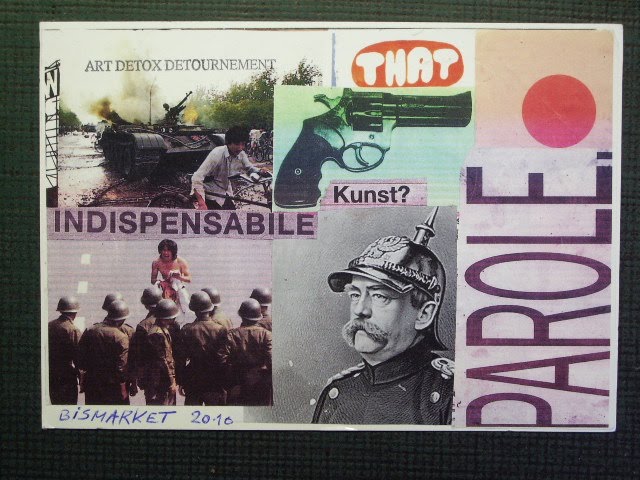 ART DETOX DETOURNEMENT
THAT
Kunst?
INDISPENSABILE
PAROLE.
BISMARKET 2010